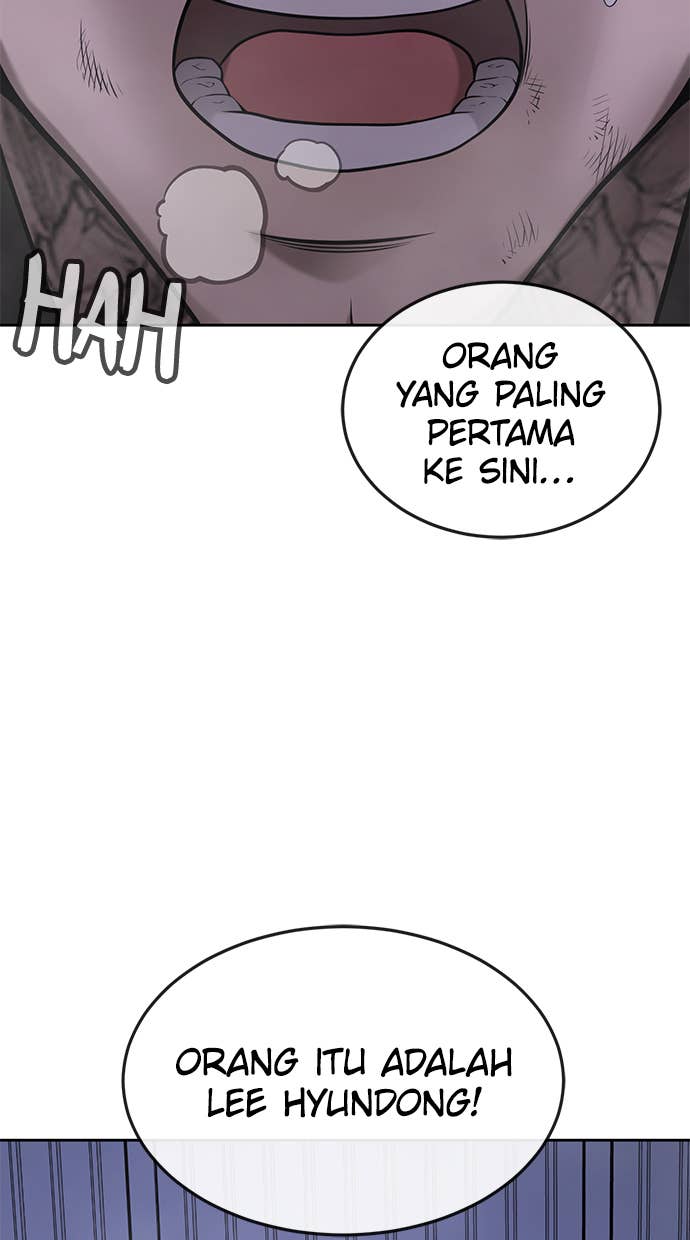 HAH
ORANG
YANG PALING
PERTAMA
KE SINI...
ORANG ITU ADALAH
LEE HYUNDONG!